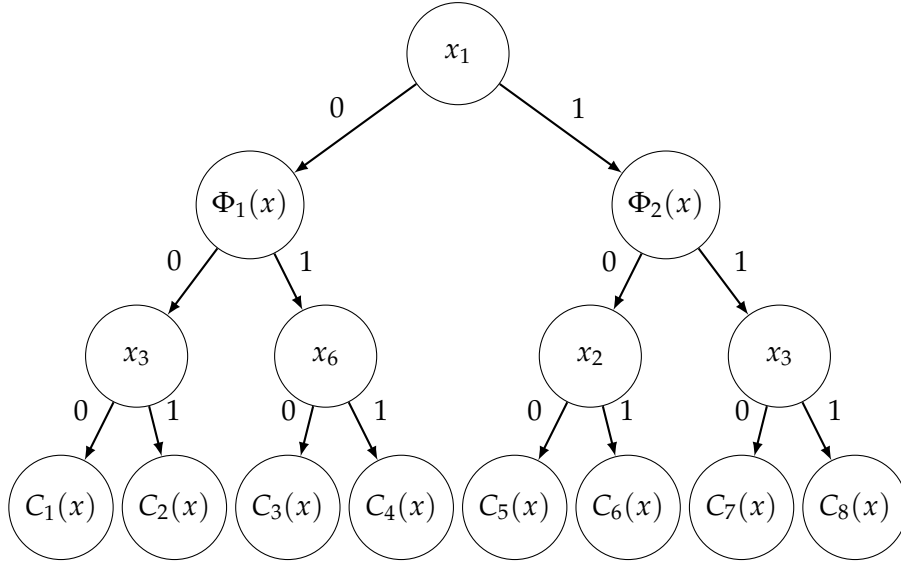 x₁
0 1
Φ₁(x) Φ₂(x)
0 1 0 1
x₃ x₆ x₂ x₃
0 1 0 1 0 1 0 1
C₁(x) C₂(x) C₃(x) C₄(x) C₅(x) C₆(x) C₇(x) C₈(x)